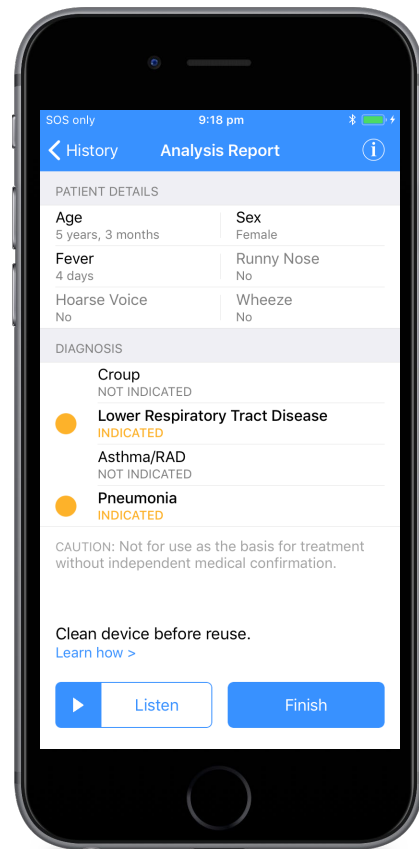 SOS only 9:18 pm
History Analysis Report i
PATIENT DETAILS
Age Sex
5 years, 3 months Female
Fever Runny Nose
4 days No
Hoarse Voice Wheeze
No No
DIAGNOSIS
Croup
NOT INDICATED
Lower Respiratory Tract Disease
INDICATED
Asthma/RAD
NOT INDICATED
Pneumonia
INDICATED
CAUTION: Not for use as the basis for treatment
without independent medical confirmation.
Clean device before reuse.
Learn how >
Listen Finish